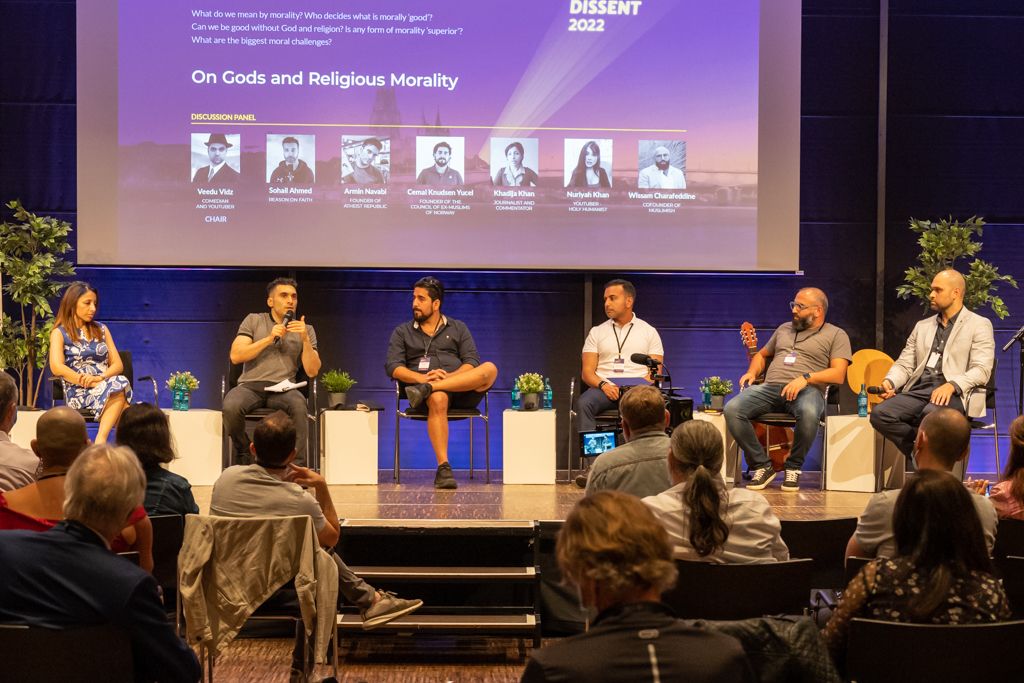 DISSENT
2022
What do we mean by morality? Who decides what is morally 'good'?
Can we be good without God and religion? Is any form of morality 'superior'?
What are the biggest moral challenges?
On Gods and Religious Morality
DISCUSSION PANEL
Veedu Vidz
COMEDIAN
AND YOUTUBER
CHAIR
Sohail Ahmed
REASON ON FAITH
Armin Navabi
FOUNDER OF
ATHEIST REPUBLIC
Cemal Knudsen Yucel
FOUNDER OF THE
COUNCIL OF EX-MUSLIMS
OF NORWAY
Khadija Khan
JOURNALIST AND
COMMENTATOR
Nuriyah Khan
YOUTUBER -
HOLY HUMANIST
Wissam Charafeddine
COFOUNDER OF
MUSLIMISH